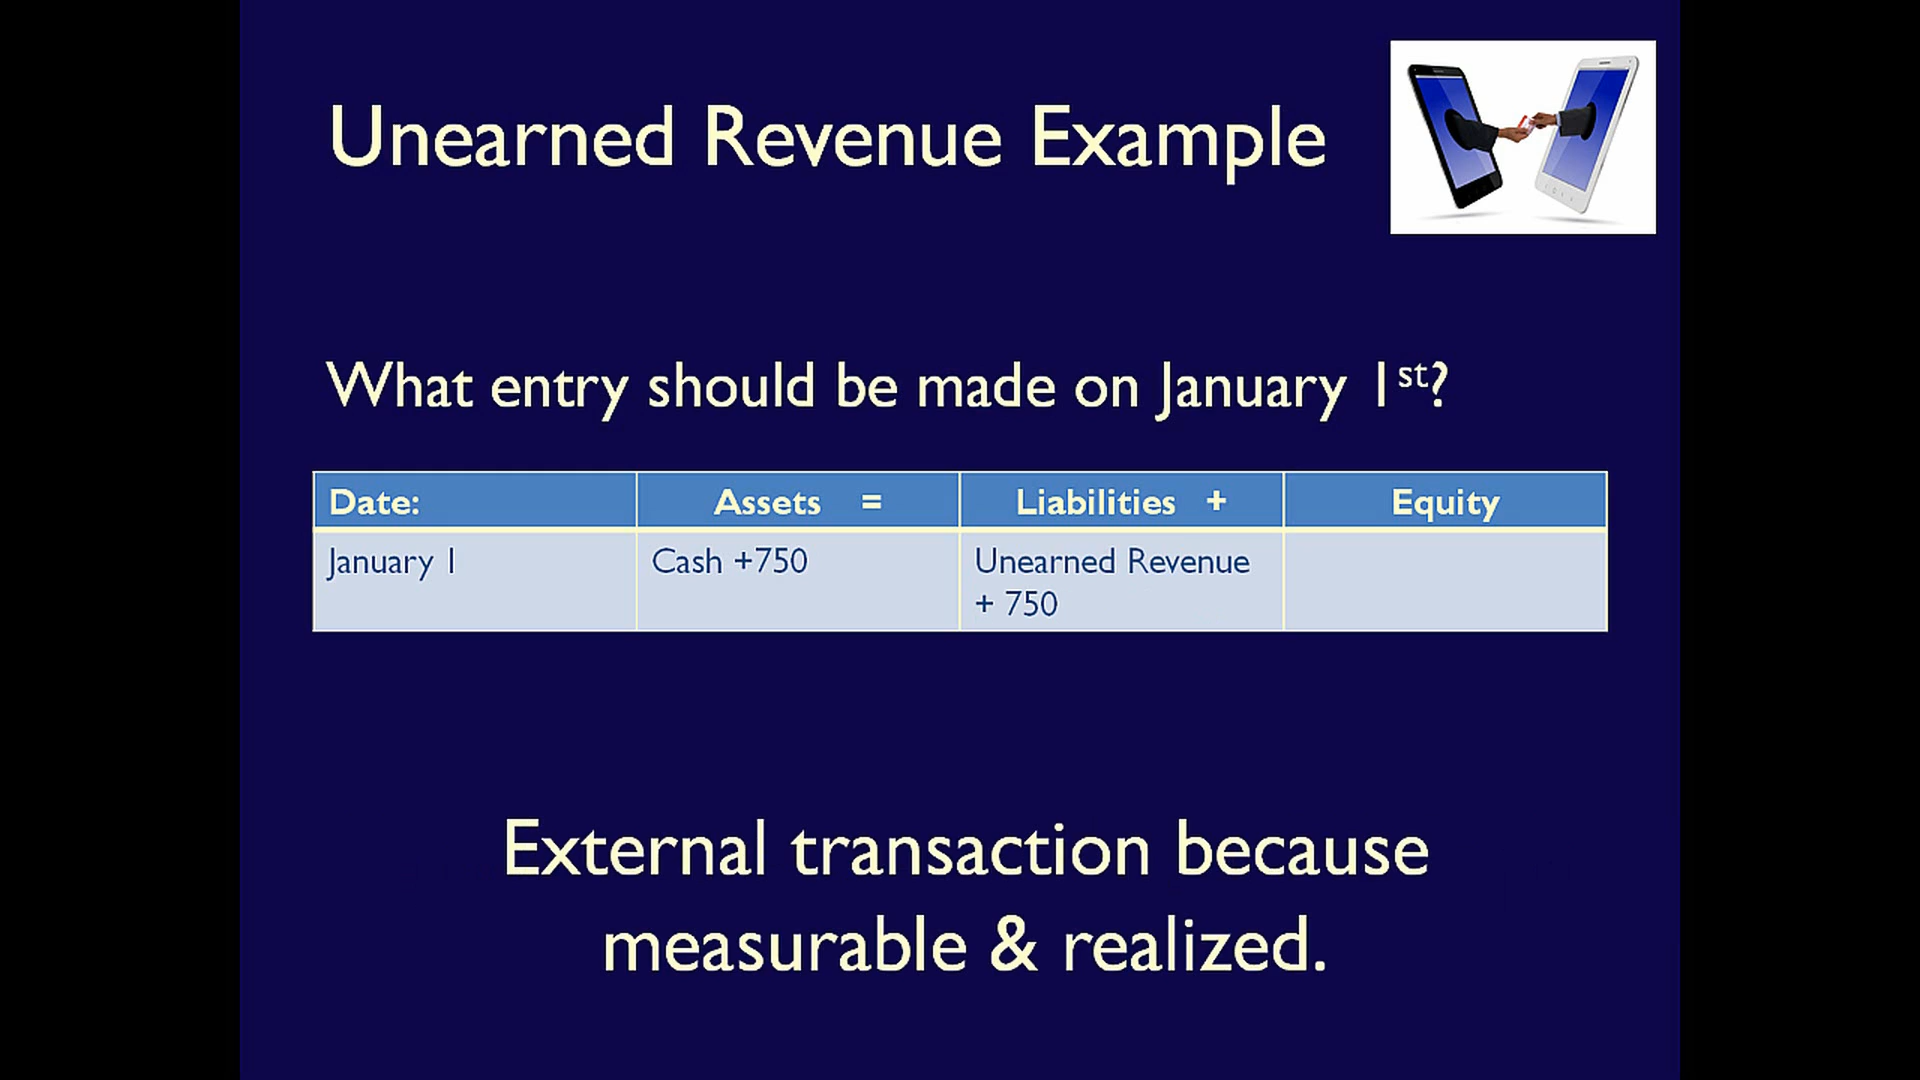 Unearned Revenue Example
What entry should be made on January 1st?
Date: Assets = Liabilities + Equity
January 1 Cash +750 Unearned Revenue
+ 750
External transaction because
measurable & realized.